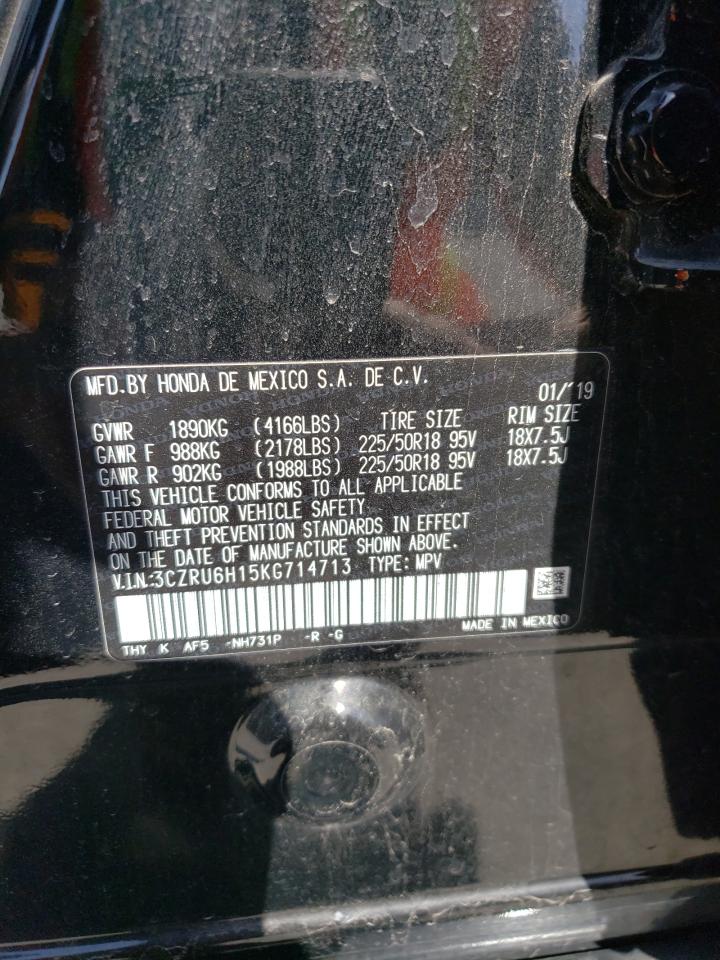 MFD.BY HONDA DE MEXICO S.A. DE C.V. 01/'19
GVWR 1890KG (4166LBS) TIRE SIZE RIM SIZE
GAWR F 988KG (2178LBS) 225/50R18 95V 18X7.5J
GAWR R 902KG (1988LBS) 225/50R18 95V 18X7.5J
THIS VEHICLE CONFORMS TO ALL APPLICABLE
FEDERAL MOTOR VEHICLE SAFETY
AND THEFT PREVENTION STANDARDS IN EFFECT
ON THE DATE OF MANUFACTURE SHOWN ABOVE.
V.I.N.:3CZRU6H15KG714713 TYPE: MPV
THY K AF5 -NH731P -R -G MADE IN MEXICO